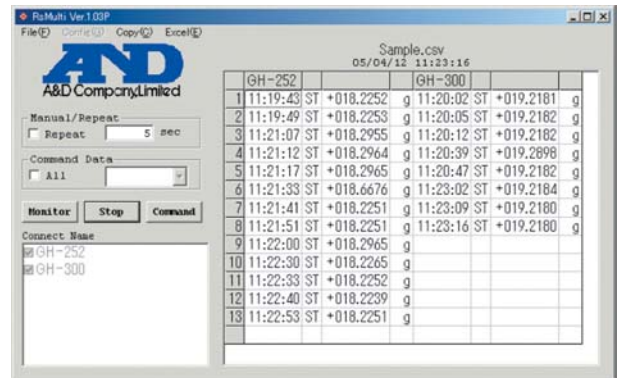 RsMulti Ver.1.03P
File(F) Config(G) Copy(C) Excel(E)
AND
A&D Company,Limited
Manual/Repeat
Repeat 5 sec
Command Data
All
Monitor Stop Command
Connect Name
GH-252
GH-300
Sample.csv
05/04/12 11:23:16
GH-252 GH-300
1 11:19:43 ST +018.2252 g 11:20:02 ST +019.2181 g
2 11:19:49 ST +018.2253 g 11:20:05 ST +019.2182 g
3 11:21:07 ST +018.2955 g 11:20:12 ST +019.2182 g
4 11:21:12 ST +018.2964 g 11:20:39 ST +019.2898 g
5 11:21:17 ST +018.2965 g 11:20:47 ST +019.2182 g
6 11:21:33 ST +018.6676 g 11:23:02 ST +019.2184 g
7 11:21:41 ST +018.2251 g 11:23:09 ST +019.2180 g
8 11:21:51 ST +018.2251 g 11:23:16 ST +019.2180 g
9 11:22:00 ST +018.2965 g
10 11:22:30 ST +018.2265 g
11 11:22:33 ST +018.2252 g
12 11:22:40 ST +018.2239 g
13 11:22:53 ST +018.2251 g